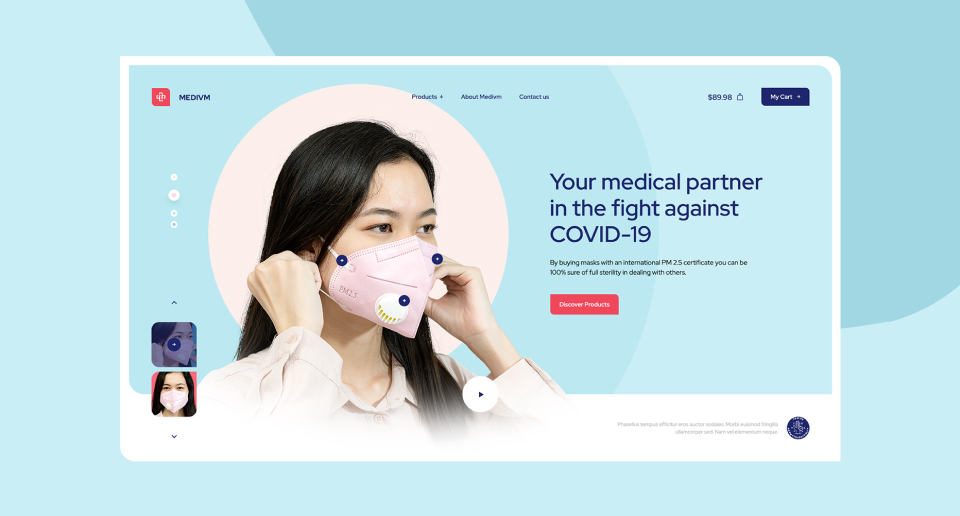 MEDIVM
Products +
About Medivm
Contact us
$89.98
My Cart →
Your medical partner
in the fight against
COVID-19
By buying masks with an international PM 2.5 certificate you can be
100% sure of full sterility in dealing with others.
Discover Products
PM2.5
Phasellus tempus efficitur eros auctor sodales. Morbi euismod fringilla
ullamcorper sed. Nam vel elementum neque.